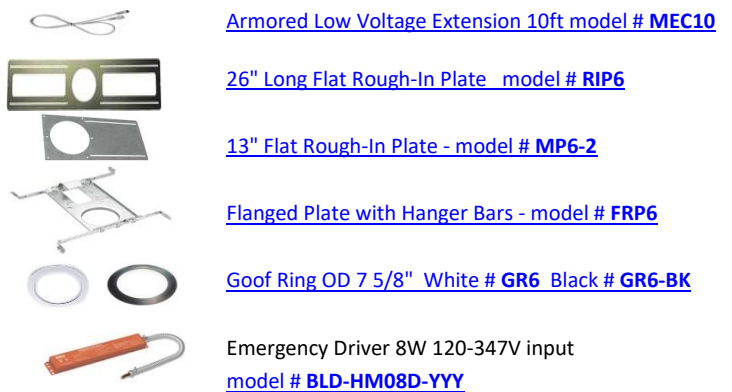 Armored Low Voltage Extension 10ft model # MEC10
26" Long Flat Rough-In Plate model # RIP6
13" Flat Rough-In Plate - model # MP6-2
Flanged Plate with Hanger Bars - model # FRP6
Goof Ring OD 7 5/8" White # GR6 Black # GR6-BK
Emergency Driver 8W 120-347V input
model # BLD-HM08D-YYY